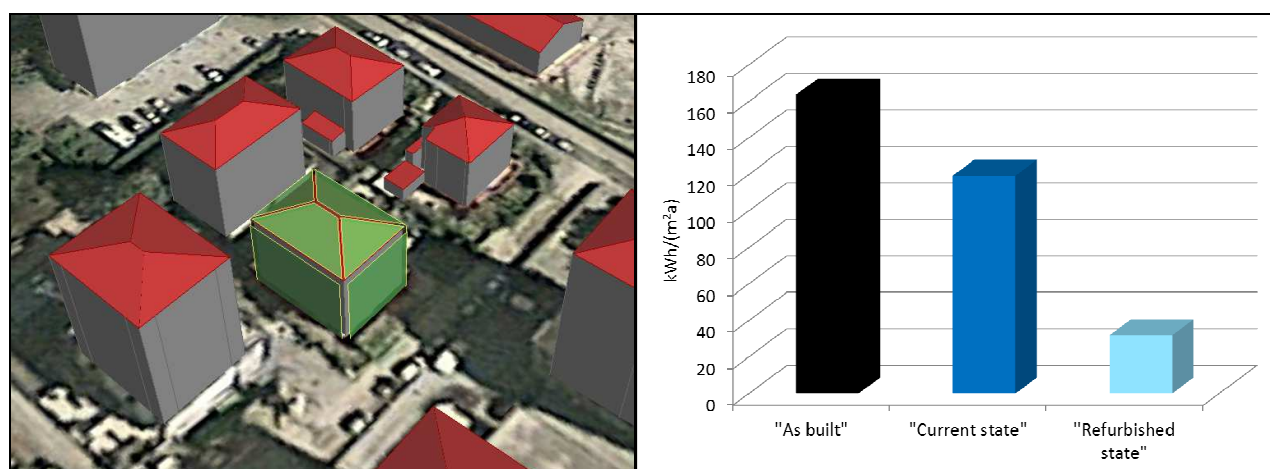 180
160
140
120
100
80
60
40
20
0
kWh/(m²a)
"As built"
"Current state"
"Refurbished
state"